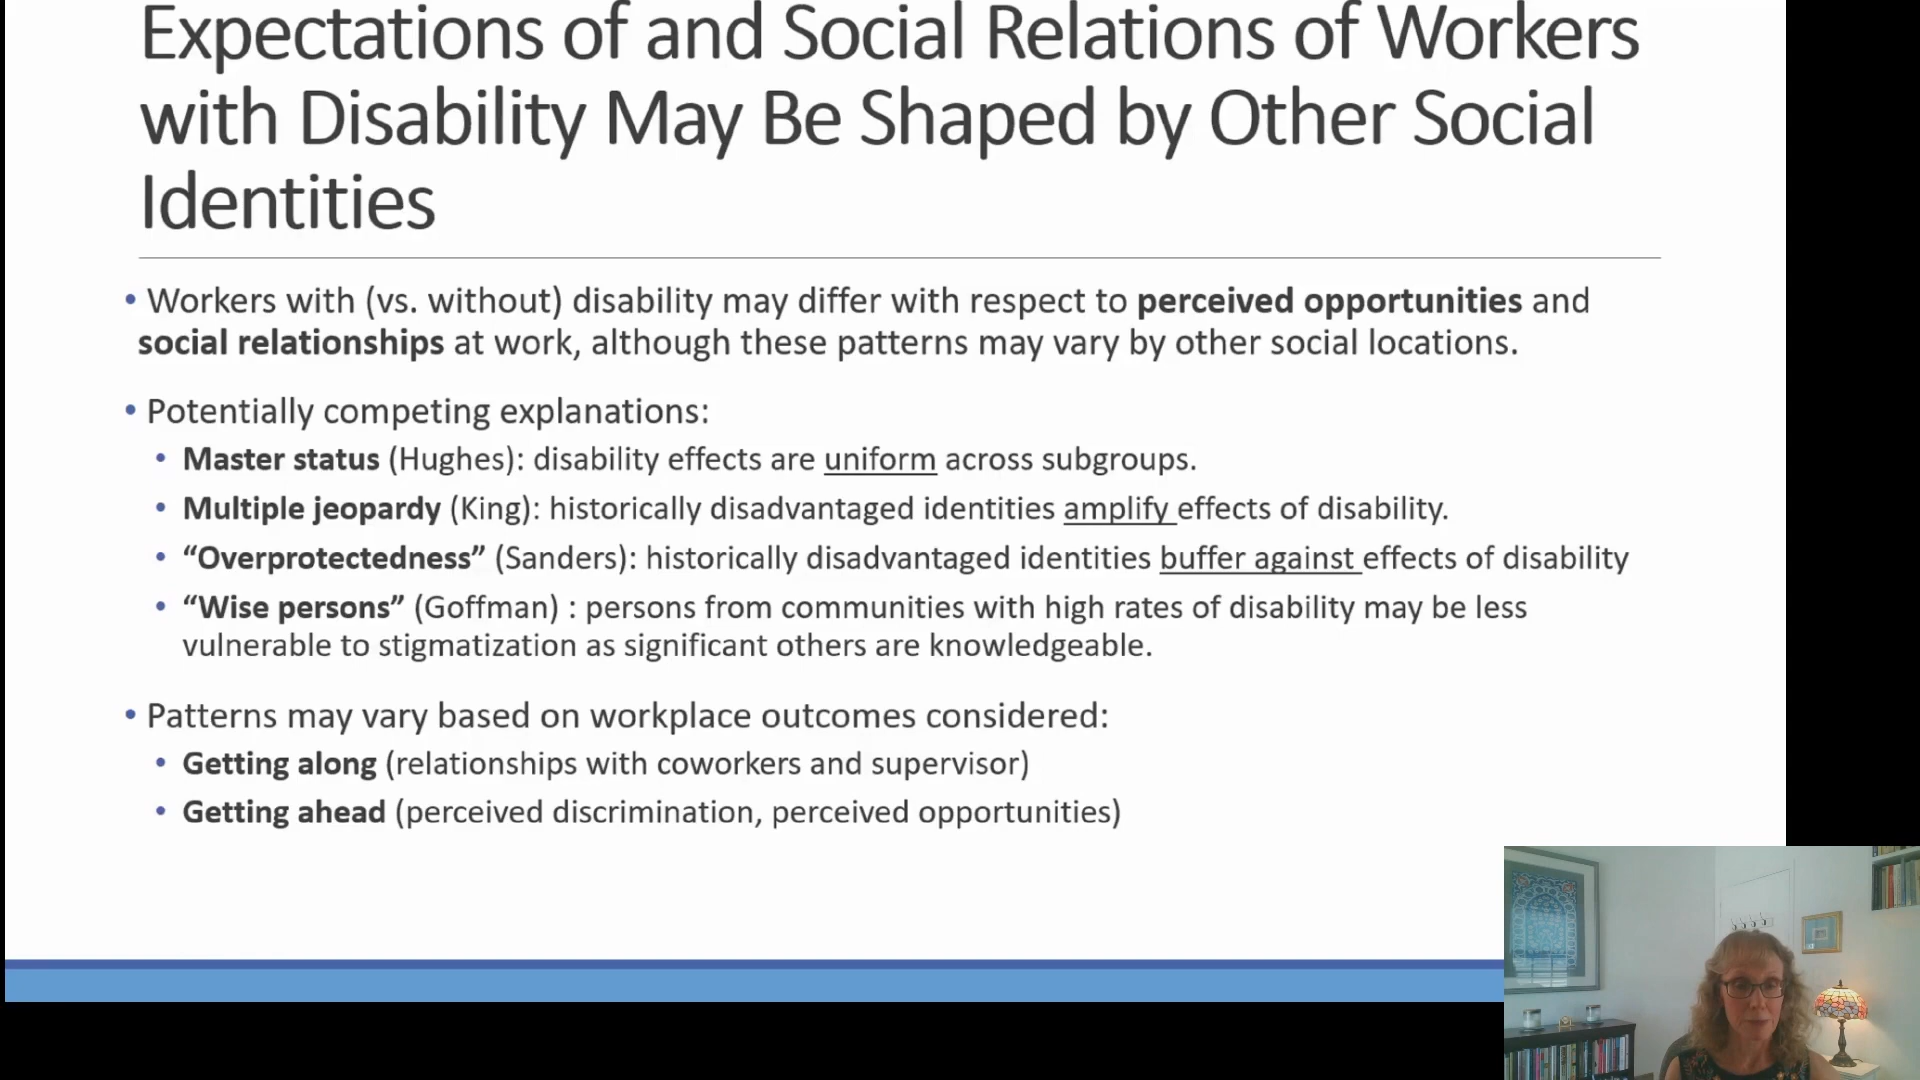 Expectations of and Social Relations of Workers
with Disability May Be Shaped by Other Social
Identities
• Workers with (vs. without) disability may differ with respect to perceived opportunities and
social relationships at work, although these patterns may vary by other social locations.
• Potentially competing explanations:
• Master status (Hughes): disability effects are uniform across subgroups.
• Multiple jeopardy (King): historically disadvantaged identities amplify effects of disability.
• “Overprotectedness” (Sanders): historically disadvantaged identities buffer against effects of disability
• “Wise persons” (Goffman) : persons from communities with high rates of disability may be less
vulnerable to stigmatization as significant others are knowledgeable.
• Patterns may vary based on workplace outcomes considered:
• Getting along (relationships with coworkers and supervisor)
• Getting ahead (perceived discrimination, perceived opportunities)